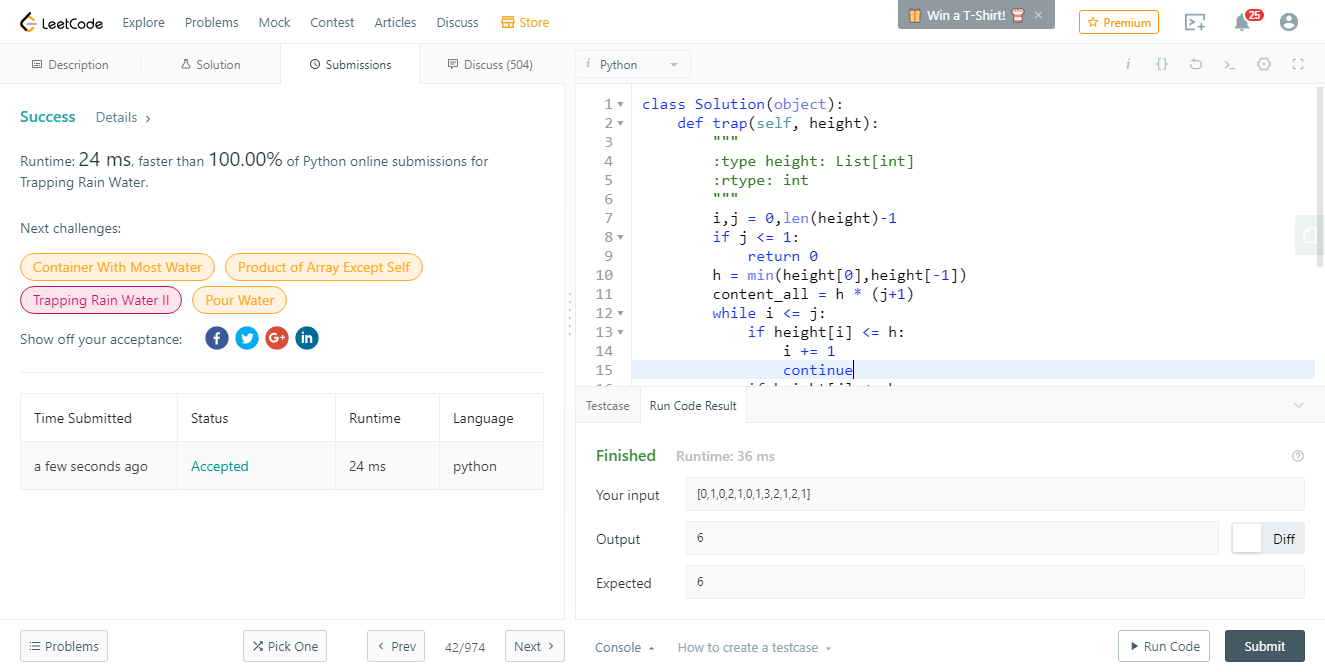 LeetCode Explore Problems Mock Contest Articles Discuss Store Win a T-Shirt! Premium 25
Description Solution Submissions Discuss (504)
i Python
Success Details
Runtime: 24 ms, faster than 100.00% of Python online submissions for
Trapping Rain Water.
Next challenges:
Container With Most Water Product of Array Except Self
Trapping Rain Water II Pour Water
Show off your acceptance: f G+ in
Time Submitted Status Runtime Language
a few seconds ago Accepted 24 ms python
1 class Solution(object):
2 def trap(self, height):
3 """
4 :type height: List[int]
5 :rtype: int
6 """
7 i,j = 0,len(height)-1
8 if j <= 1:
9 return 0
10 h = min(height[0],height[-1])
11 content_all = h * (j+1)
12 while i <= j:
13 if height[i] <= h:
14 i += 1
15 continue
Testcase Run Code Result
Finished Runtime: 36 ms
Your input [0,1,0,2,1,0,1,3,2,1,2,1]
Output 6 Diff
Expected 6
Problems Pick One Prev 42/974 Next
Console How to create a testcase Run Code Submit